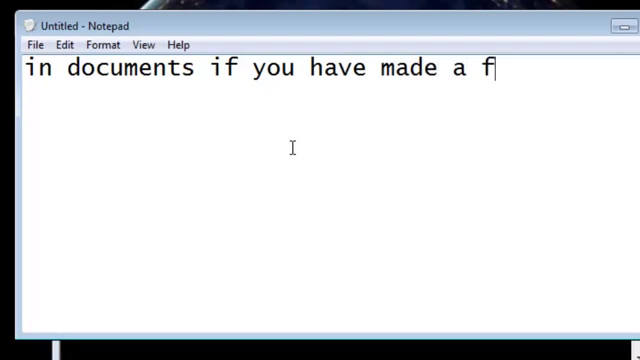 Untitled - Notepad
File Edit Format View Help
in documents if you have made a f